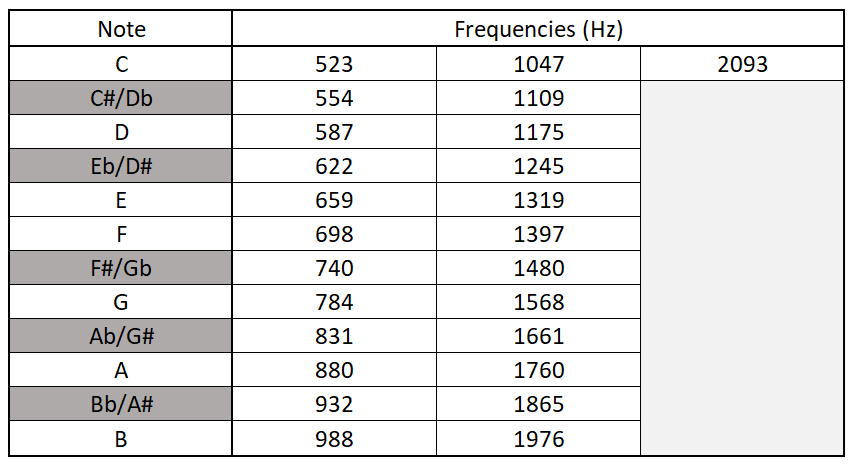 Note Frequencies (Hz)
C 523 1047 2093
C#/Db 554 1109
D 587 1175
Eb/D# 622 1245
E 659 1319
F 698 1397
F#/Gb 740 1480
G 784 1568
Ab/G# 831 1661
A 880 1760
Bb/A# 932 1865
B 988 1976